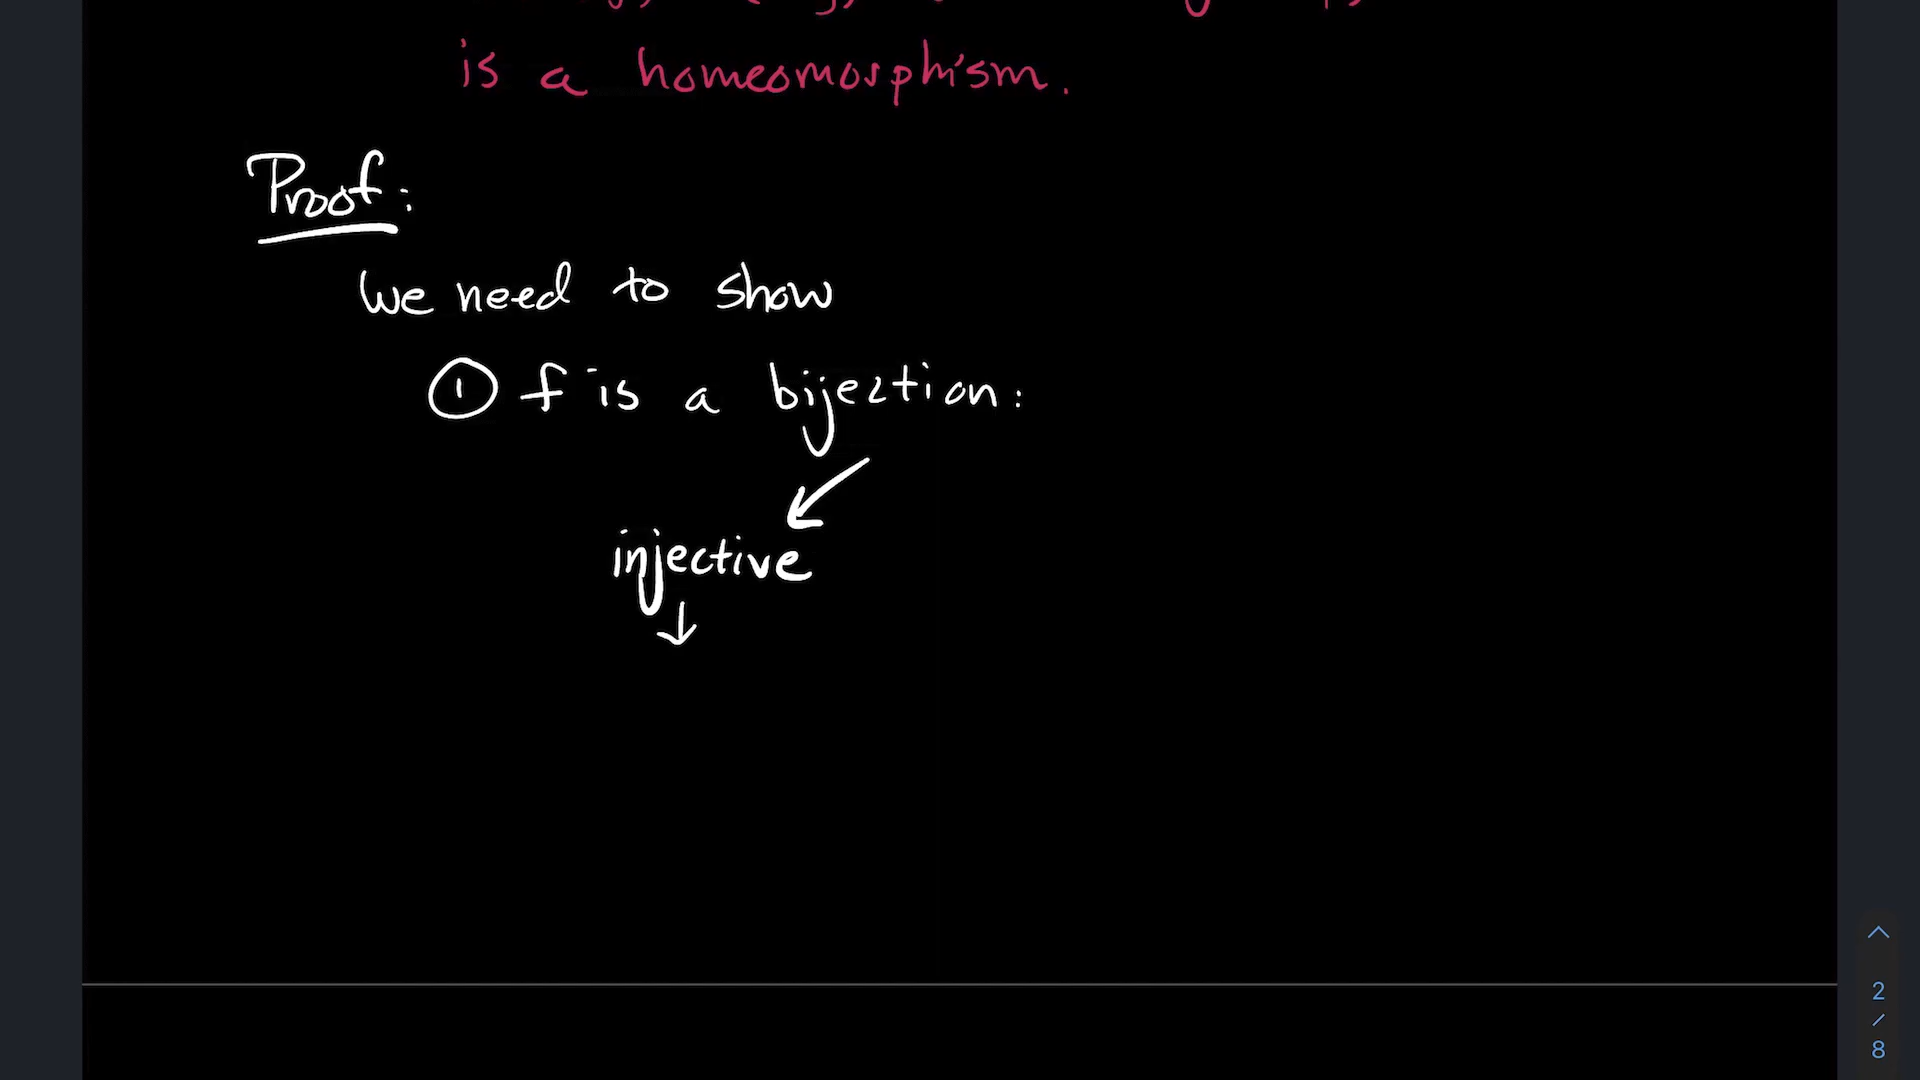 is a homeomorphism.
Proof:
We need to show
① f is a bijection:
injective
2
/
8